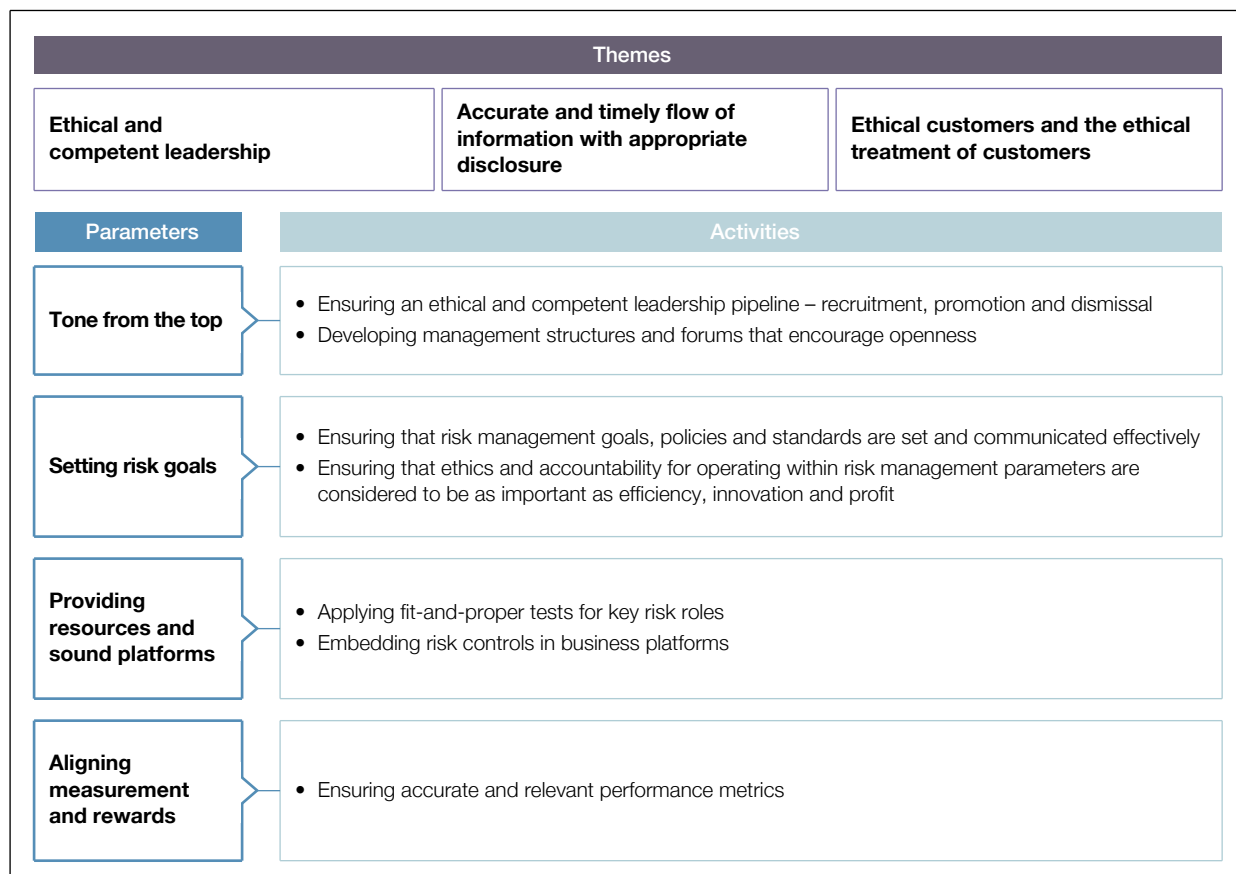 Themes
Ethical and
competent leadership
Accurate and timely flow of
information with appropriate
disclosure
Ethical customers and the ethical
treatment of customers
Parameters
Activities
Tone from the top
• Ensuring an ethical and competent leadership pipeline – recruitment, promotion and dismissal
• Developing management structures and forums that encourage openness
Setting risk goals
• Ensuring that risk management goals, policies and standards are set and communicated effectively
• Ensuring that ethics and accountability for operating within risk management parameters are
considered to be as important as efficiency, innovation and profit
Providing
resources and
sound platforms
• Applying fit-and-proper tests for key risk roles
• Embedding risk controls in business platforms
Aligning
measurement
and rewards
• Ensuring accurate and relevant performance metrics